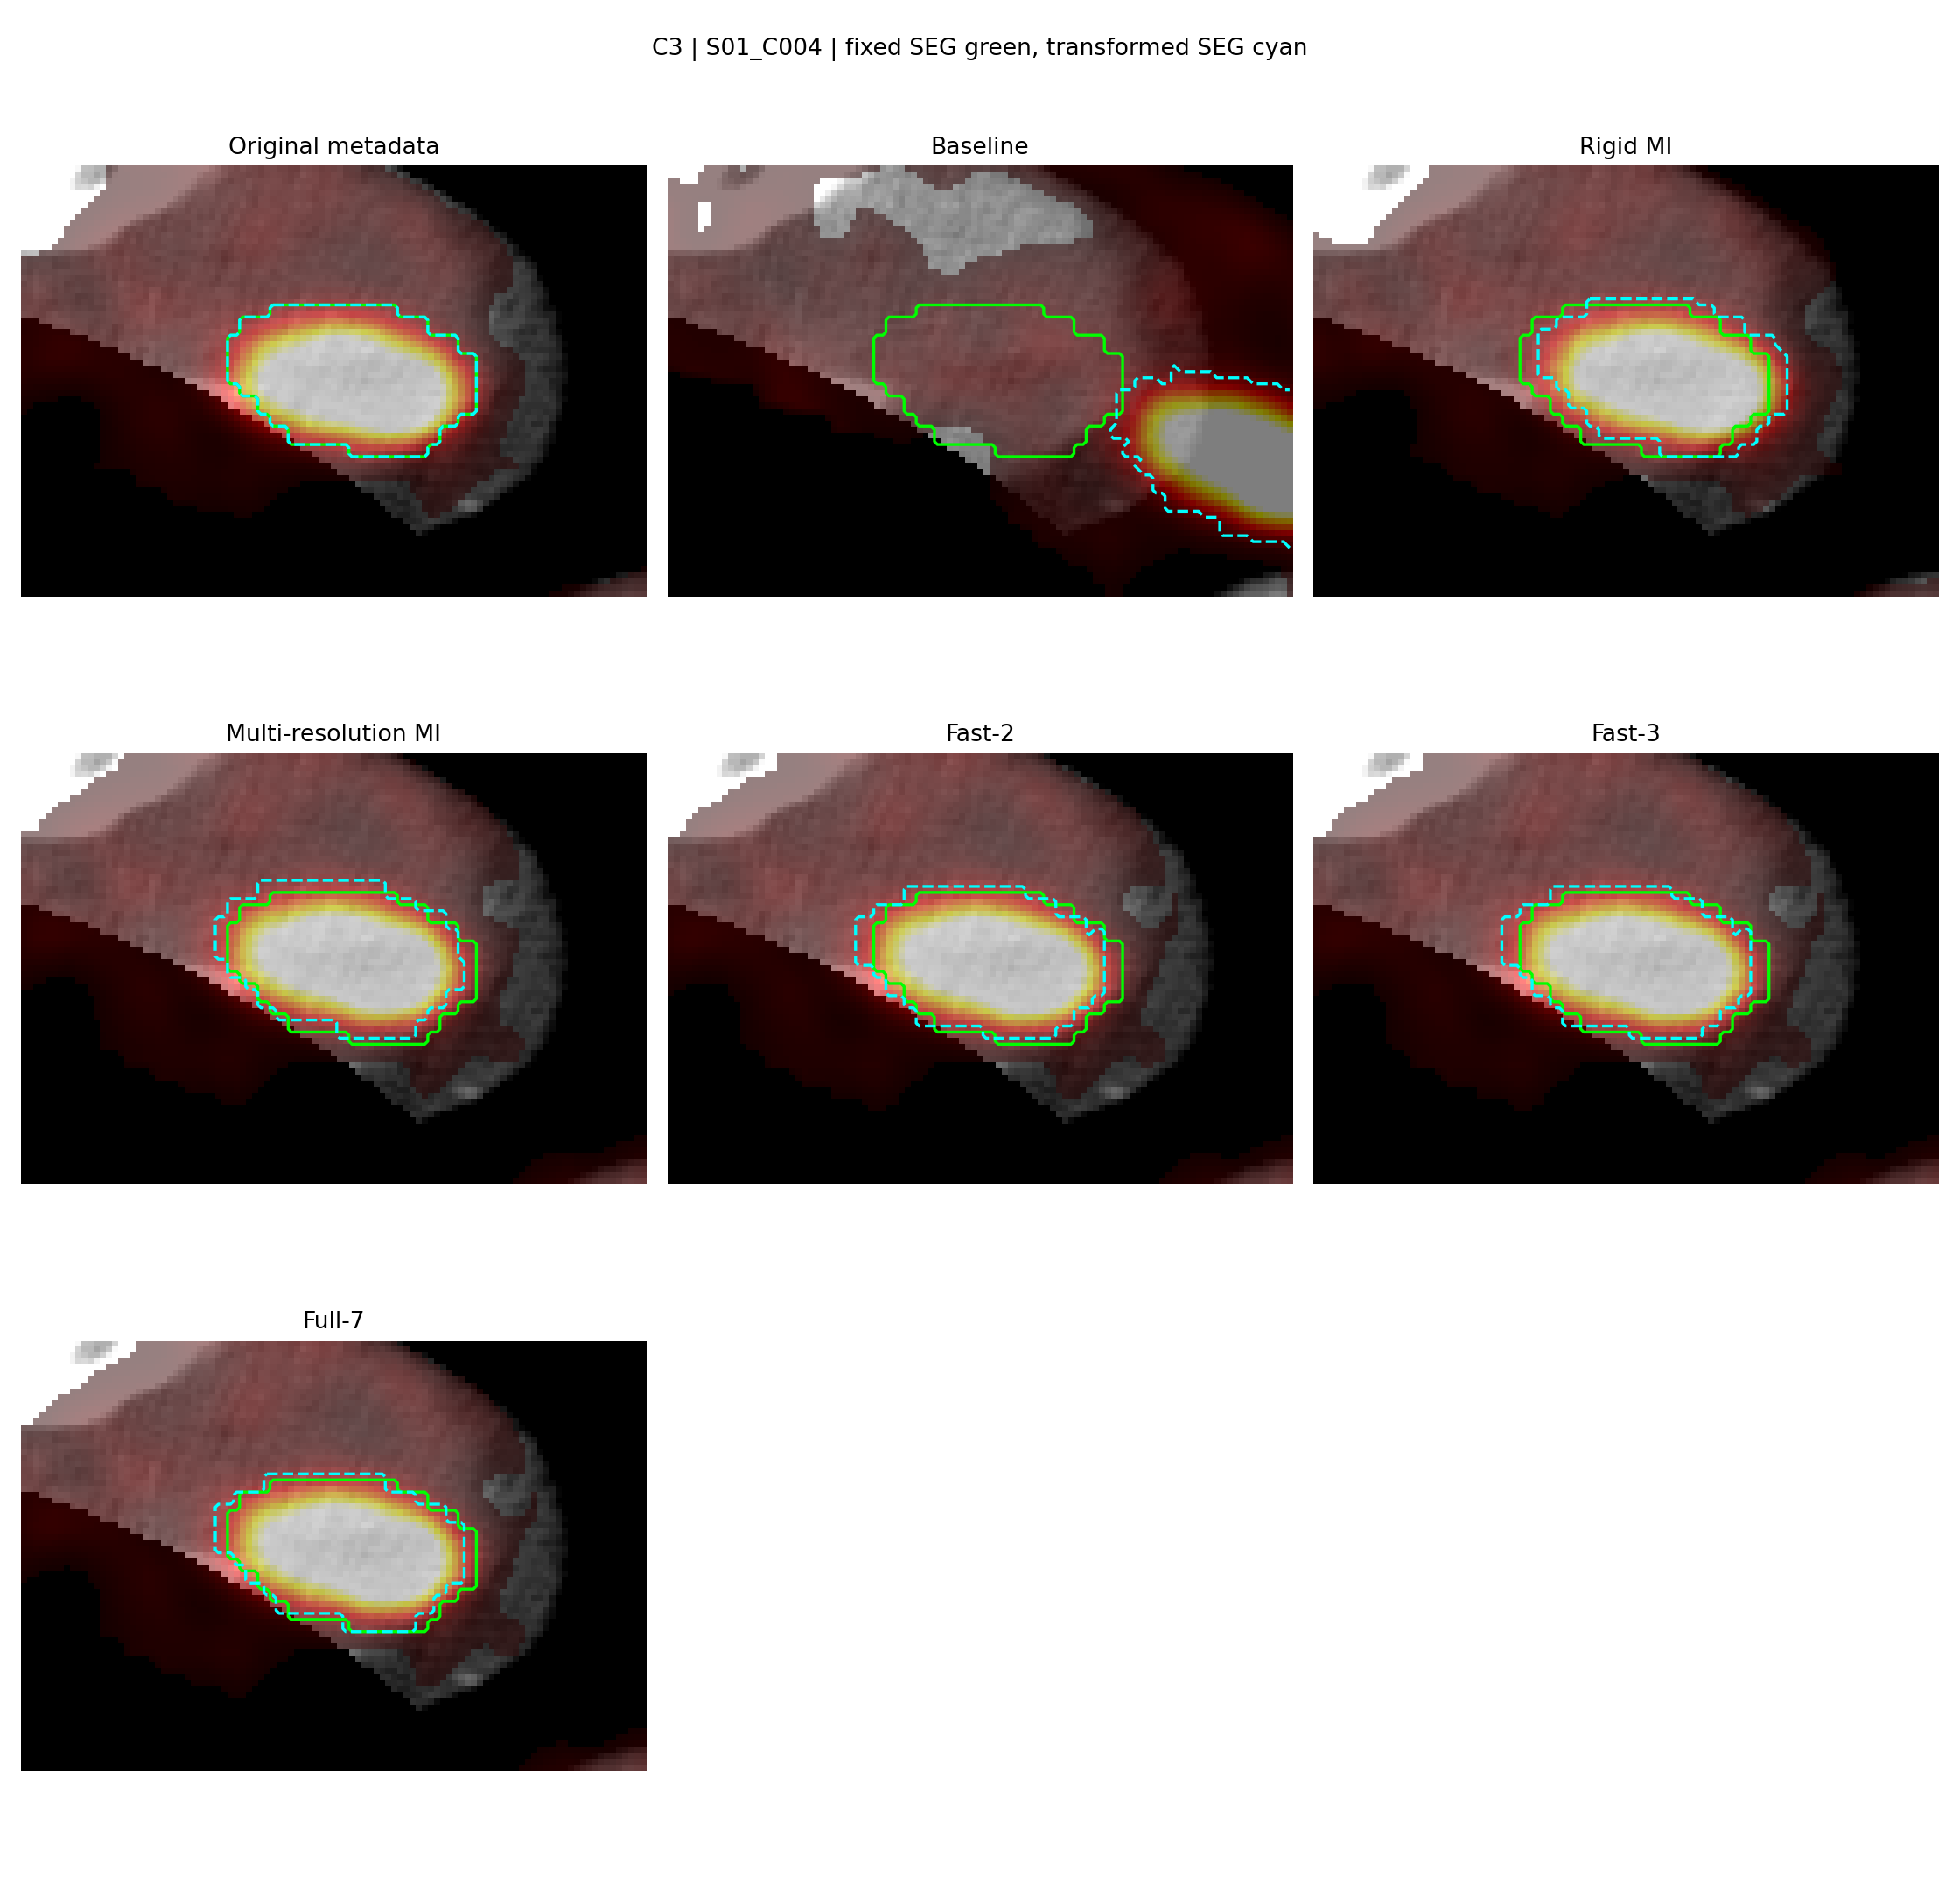 C3 | S01_C004 | fixed SEG green, transformed SEG cyan
Original metadata
Baseline
Rigid MI
Multi-resolution MI
Fast-2
Fast-3
Full-7